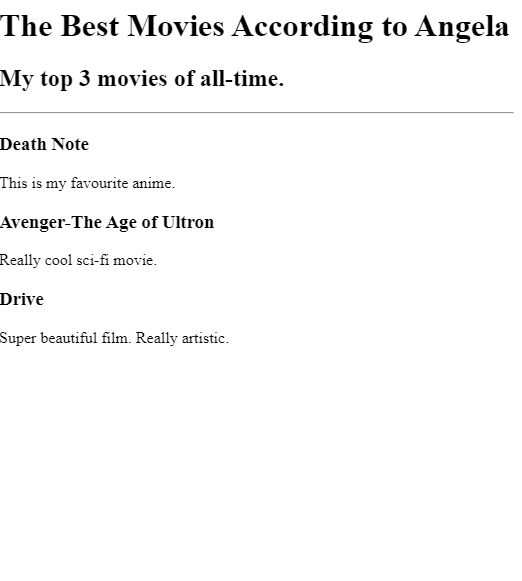 The Best Movies According to Angela
My top 3 movies of all-time.
Death Note
This is my favourite anime.
Avenger-The Age of Ultron
Really cool sci-fi movie.
Drive
Super beautiful film. Really artistic.